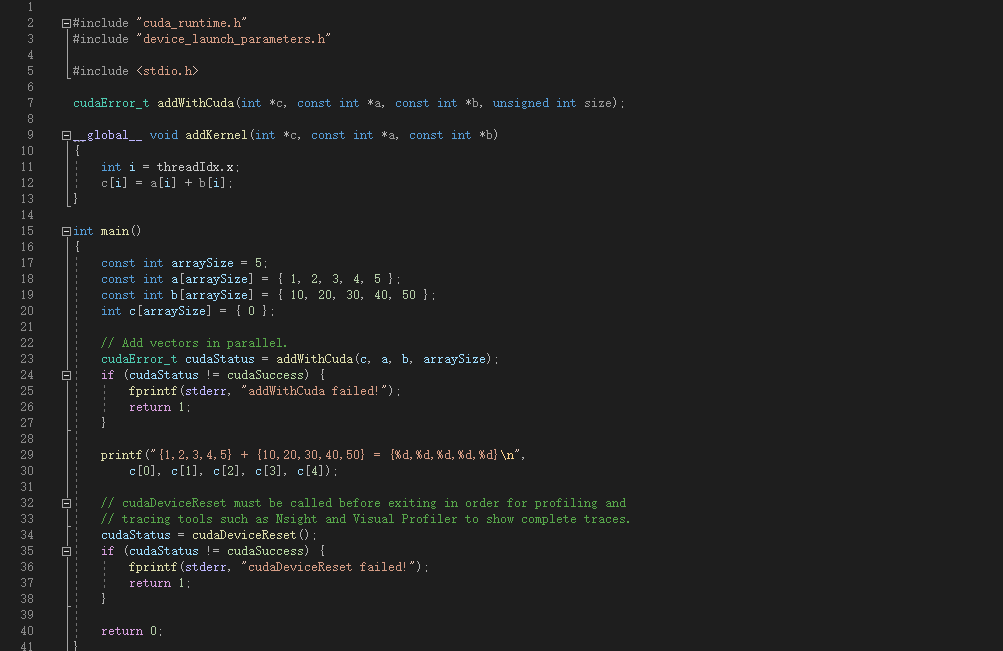 1
2 #include "cuda_runtime.h"
3 #include "device_launch_parameters.h"
4
5 #include <stdio.h>
6
7 cudaError_t addWithCuda(int *c, const int *a, const int *b, unsigned int size);
8
9 __global__ void addKernel(int *c, const int *a, const int *b)
10 {
11     int i = threadIdx.x;
12     c[i] = a[i] + b[i];
13 }
14
15 int main()
16 {
17     const int arraySize = 5;
18     const int a[arraySize] = { 1, 2, 3, 4, 5 };
19     const int b[arraySize] = { 10, 20, 30, 40, 50 };
20     int c[arraySize] = { 0 };
21
22     // Add vectors in parallel.
23     cudaError_t cudaStatus = addWithCuda(c, a, b, arraySize);
24     if (cudaStatus != cudaSuccess) {
25         fprintf(stderr, "addWithCuda failed!");
26         return 1;
27     }
28
29     printf("{1,2,3,4,5} + {10,20,30,40,50} = {%d,%d,%d,%d,%d}\n",
30         c[0], c[1], c[2], c[3], c[4]);
31
32     // cudaDeviceReset must be called before exiting in order for profiling and
33     // tracing tools such as Nsight and Visual Profiler to show complete traces.
34     cudaStatus = cudaDeviceReset();
35     if (cudaStatus != cudaSuccess) {
36         fprintf(stderr, "cudaDeviceReset failed!");
37         return 1;
38     }
39
40     return 0;
41 }